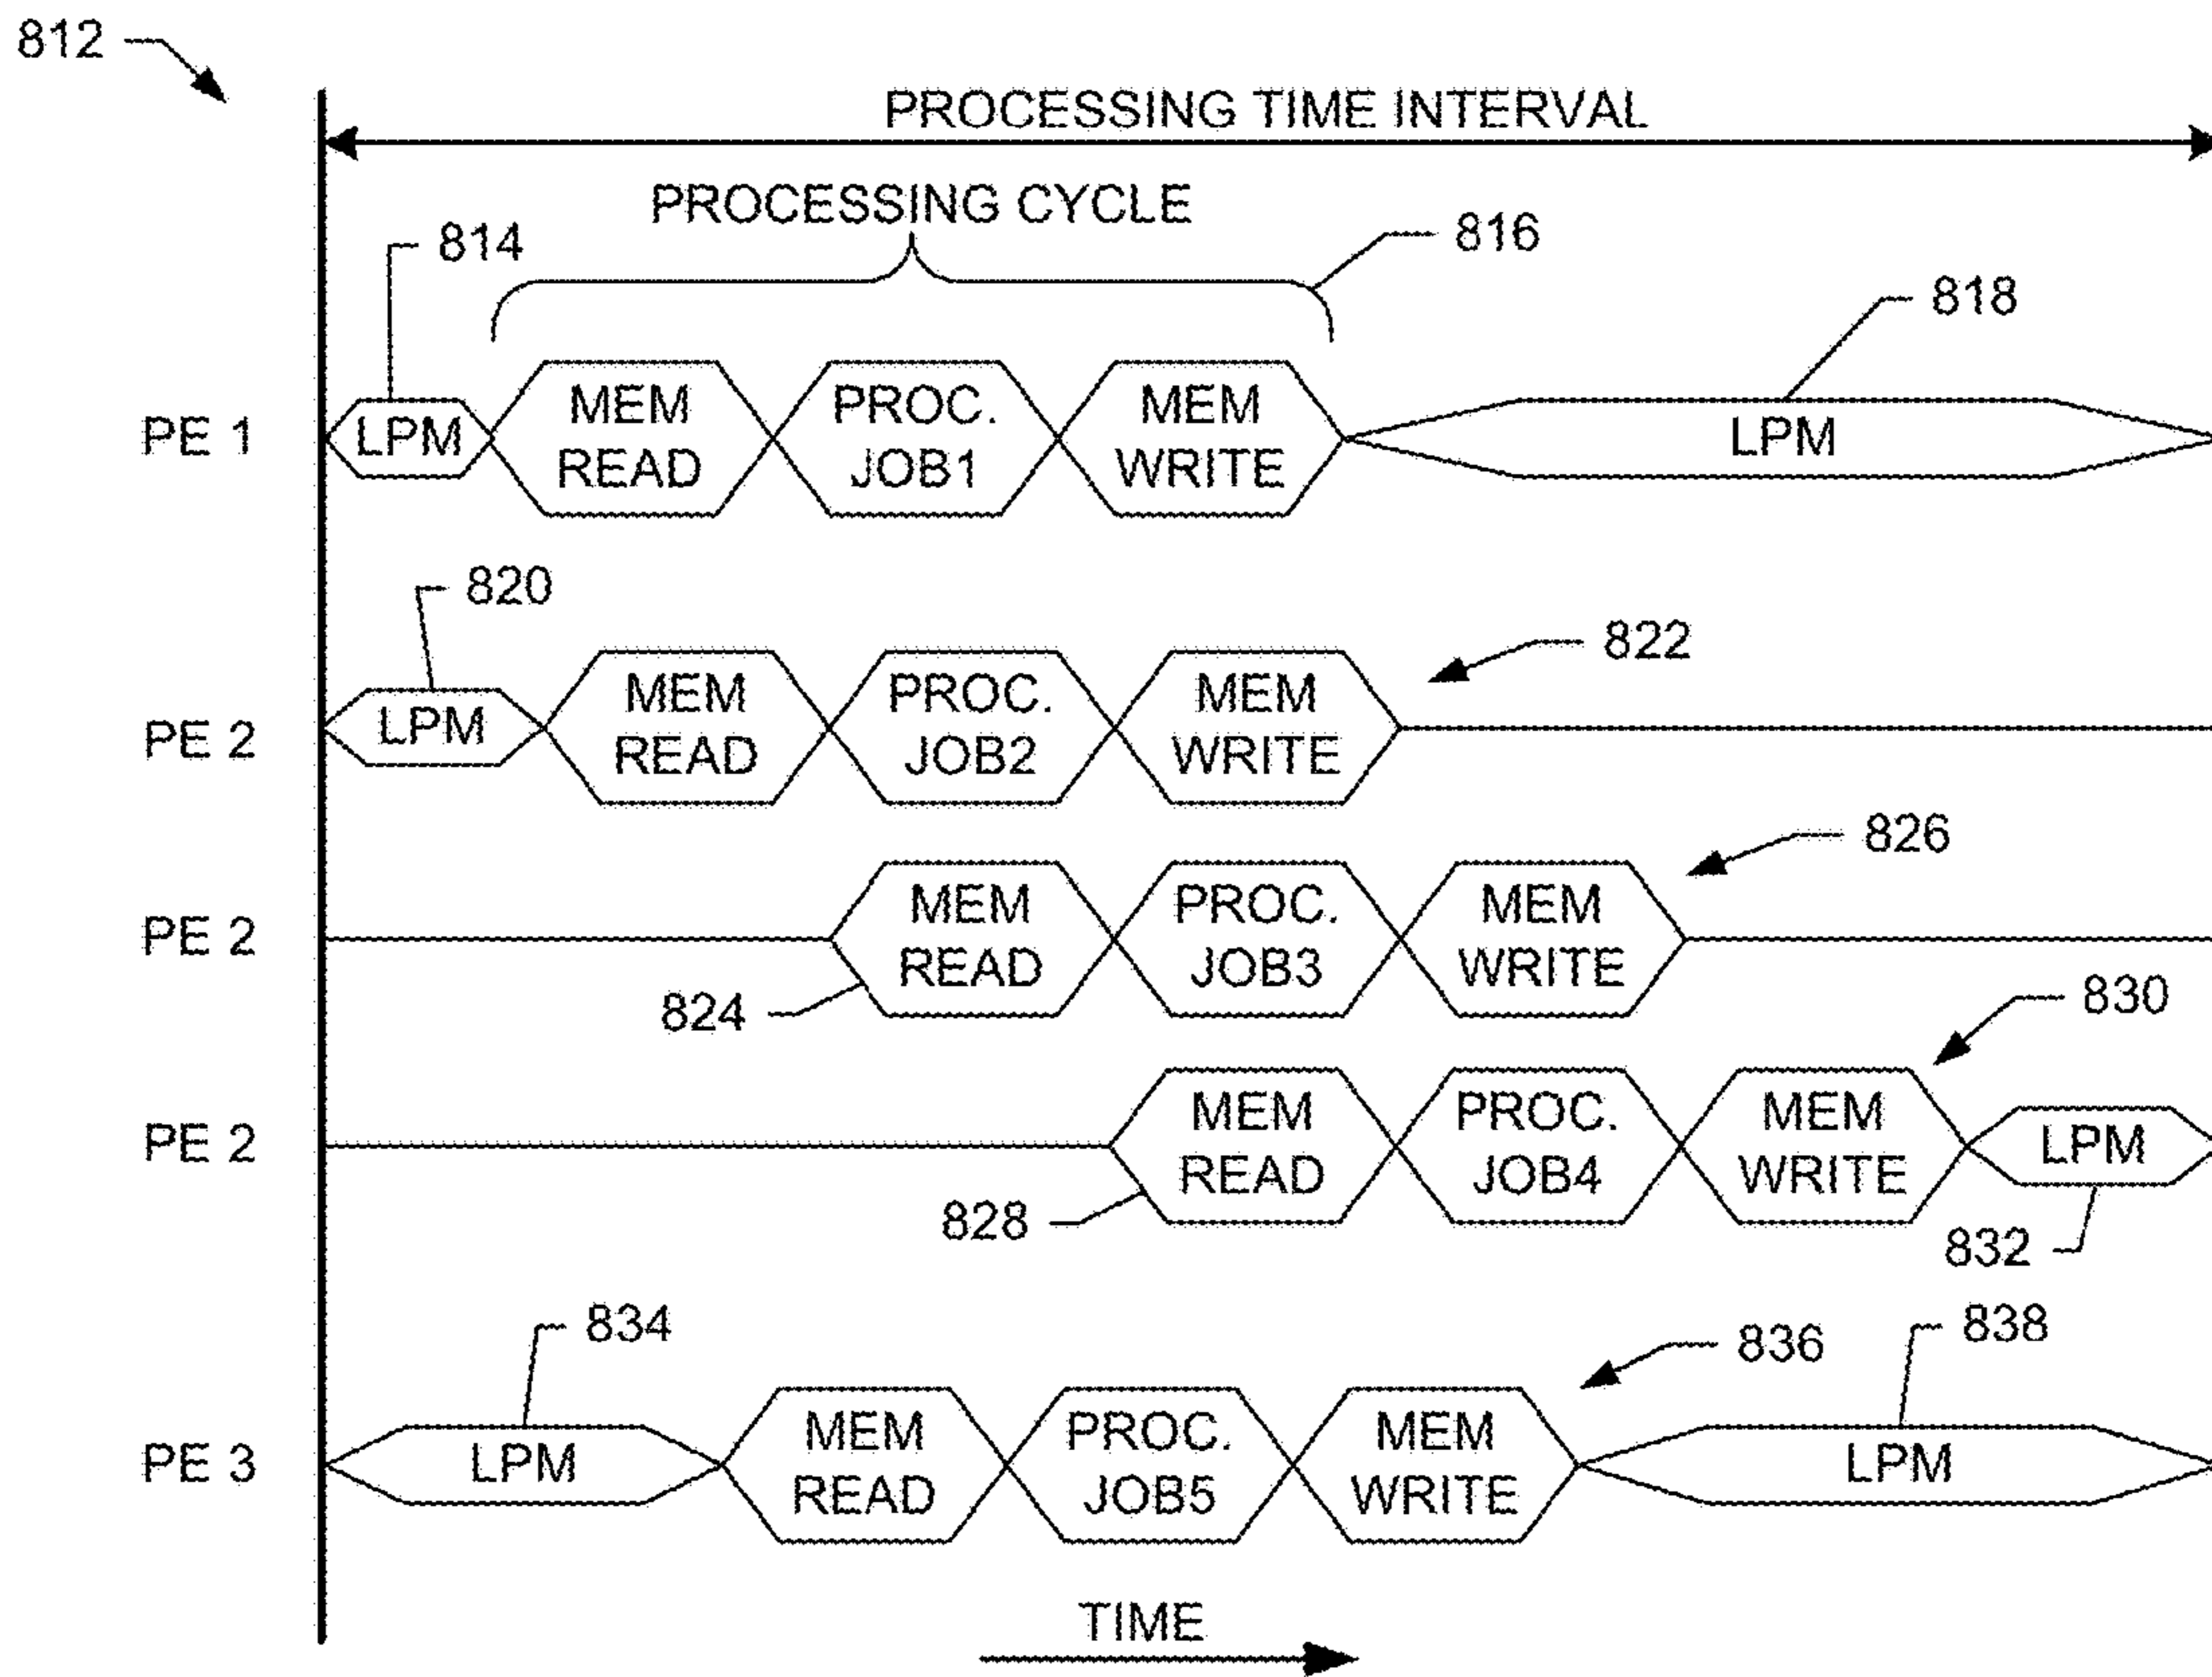 812
PROCESSING TIME INTERVAL
PROCESSING CYCLE
814
816
818
PE 1
LPM
MEM
READ
PROC.
JOB1
MEM
WRITE
LPM
820
822
PE 2
LPM
MEM
READ
PROC.
JOB2
MEM
WRITE
826
PE 2
MEM
READ
PROC.
JOB3
MEM
WRITE
824
830
PE 2
MEM
READ
PROC.
JOB4
MEM
WRITE
LPM
828
832
834
836
838
PE 3
LPM
MEM
READ
PROC.
JOB5
MEM
WRITE
LPM
TIME